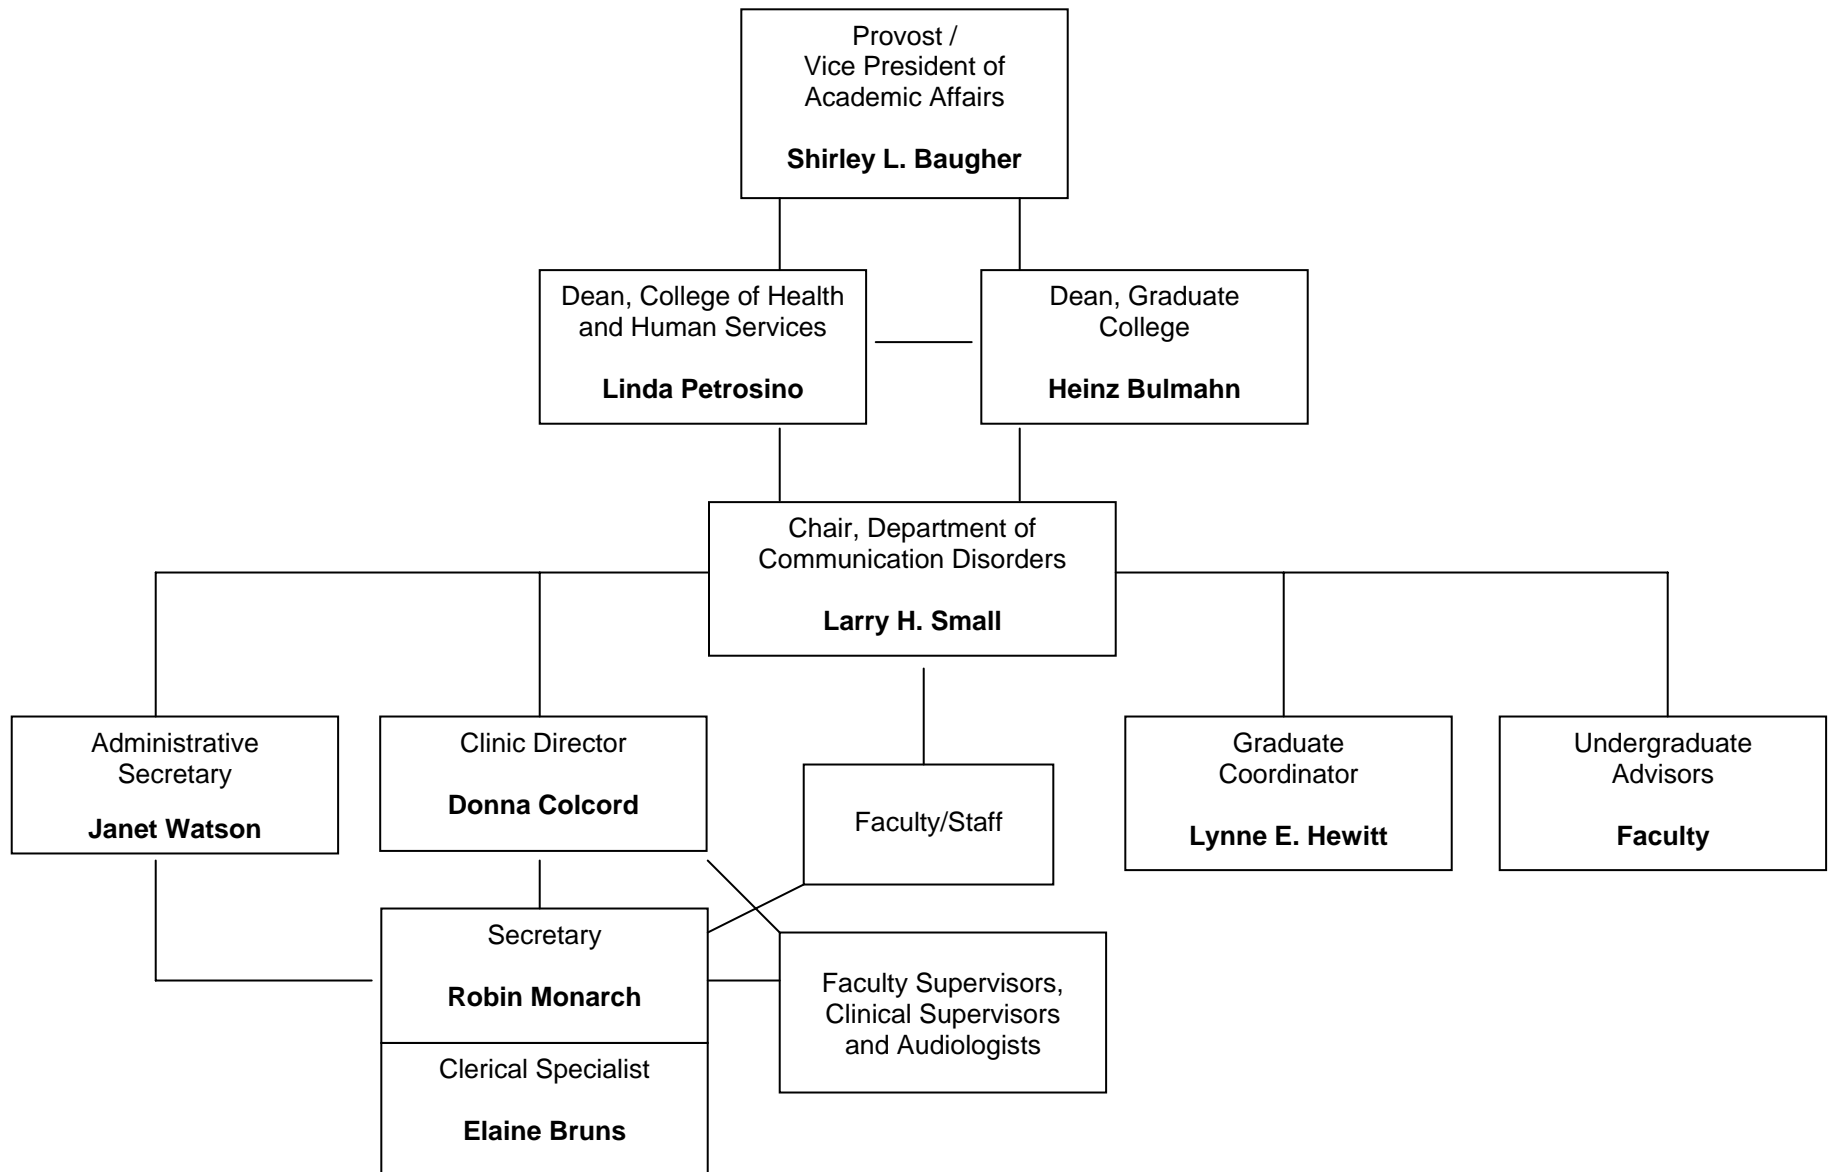 Provost /
Vice President of
Academic Affairs
Shirley L. Baugher
Dean, College of Health
and Human Services
Linda Petrosino
Dean, Graduate
College
Heinz Bulmahn
Chair, Department of
Communication Disorders
Larry H. Small
Administrative
Secretary
Janet Watson
Clinic Director
Donna Colcord
Faculty/Staff
Graduate
Coordinator
Lynne E. Hewitt
Undergraduate
Advisors
Faculty
Secretary
Robin Monarch
Faculty Supervisors,
Clinical Supervisors
and Audiologists
Clerical Specialist
Elaine Bruns